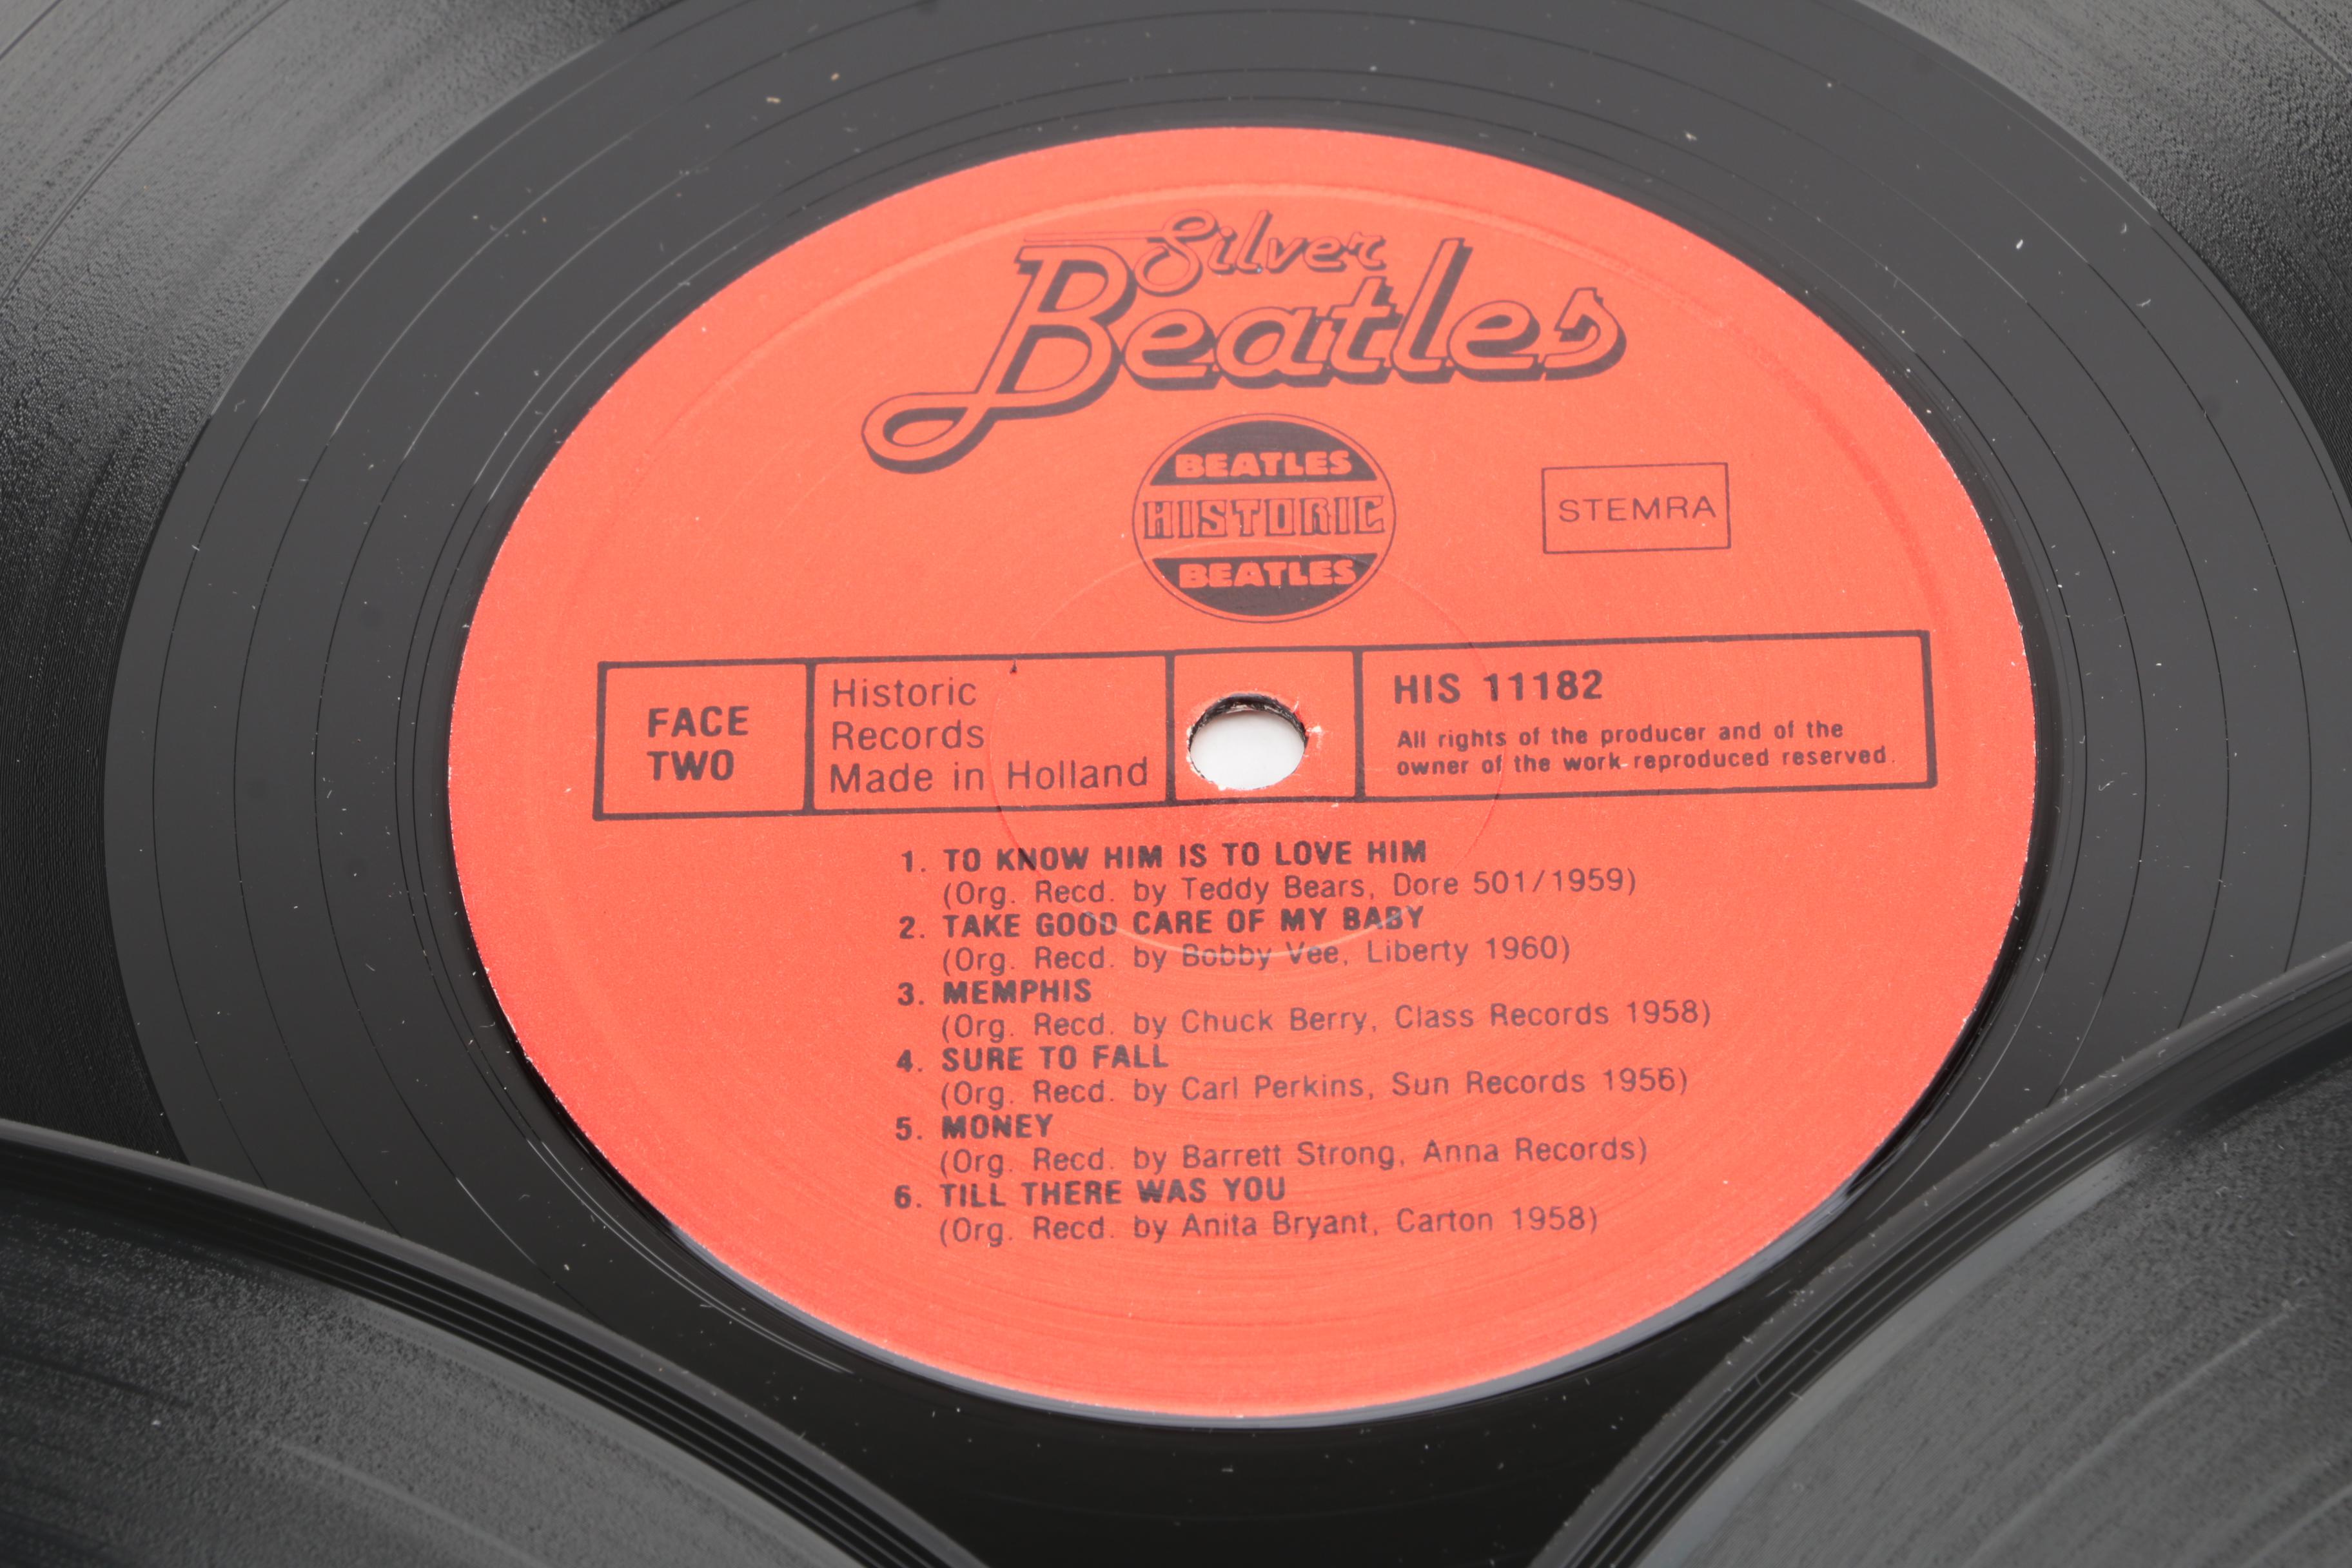 Silver
Beatles
BEATLES
HISTORIC
BEATLES
STEMRA
FACE
TWO
Historic
Records
Made in Holland
HIS 11182
All rights of the producer and of the
owner of the work reproduced reserved.
1. TO KNOW HIM IS TO LOVE HIM
(Org. Recd. by Teddy Bears, Dore 501/1959)
2. TAKE GOOD CARE OF MY BABY
(Org. Recd. by Bobby Vee, Liberty 1960)
3. MEMPHIS
(Org. Recd. by Chuck Berry, Class Records 1958)
4. SURE TO FALL
(Org. Recd. by Carl Perkins, Sun Records 1956)
5. MONEY
(Org. Recd. by Barrett Strong, Anna Records)
6. TILL THERE WAS YOU
(Org. Recd. by Anita Bryant, Carton 1958)